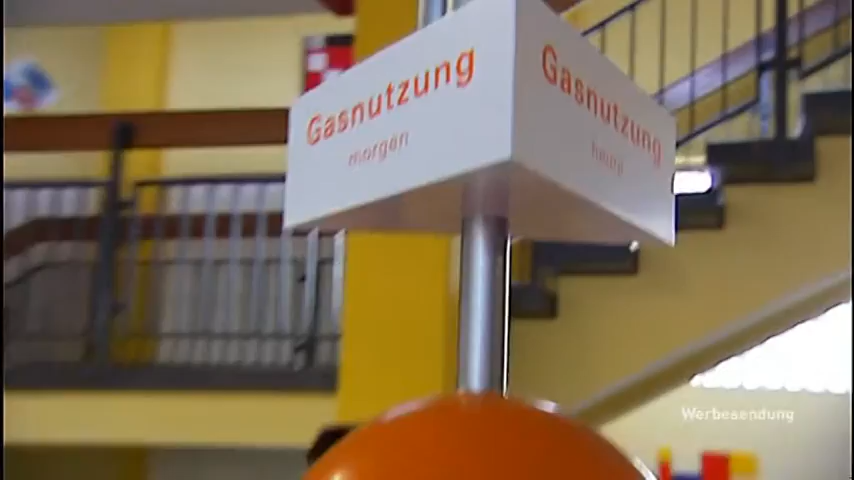 Gasnutzung
morgen
Gasnutzung
heute
Werbesendung